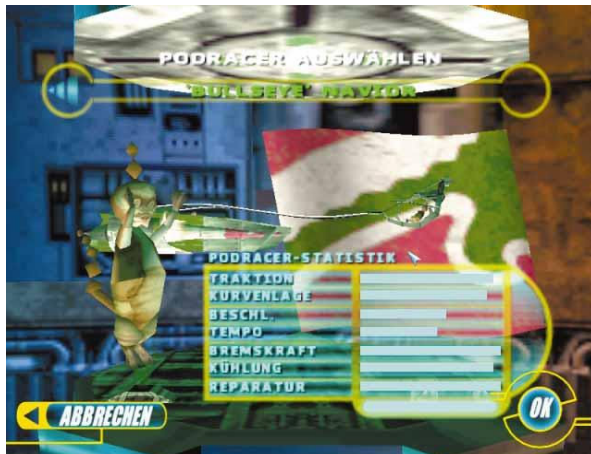 PODRACER AUSWÄHLEN
'BULLSEYE' NAVIOR
PODRACER-STATISTIK
TRAKTION
KURVENLAGE
BESCHL.
TEMPO
BREMSKRAFT
KÜHLUNG
REPARATUR
ABBRECHEN
OK